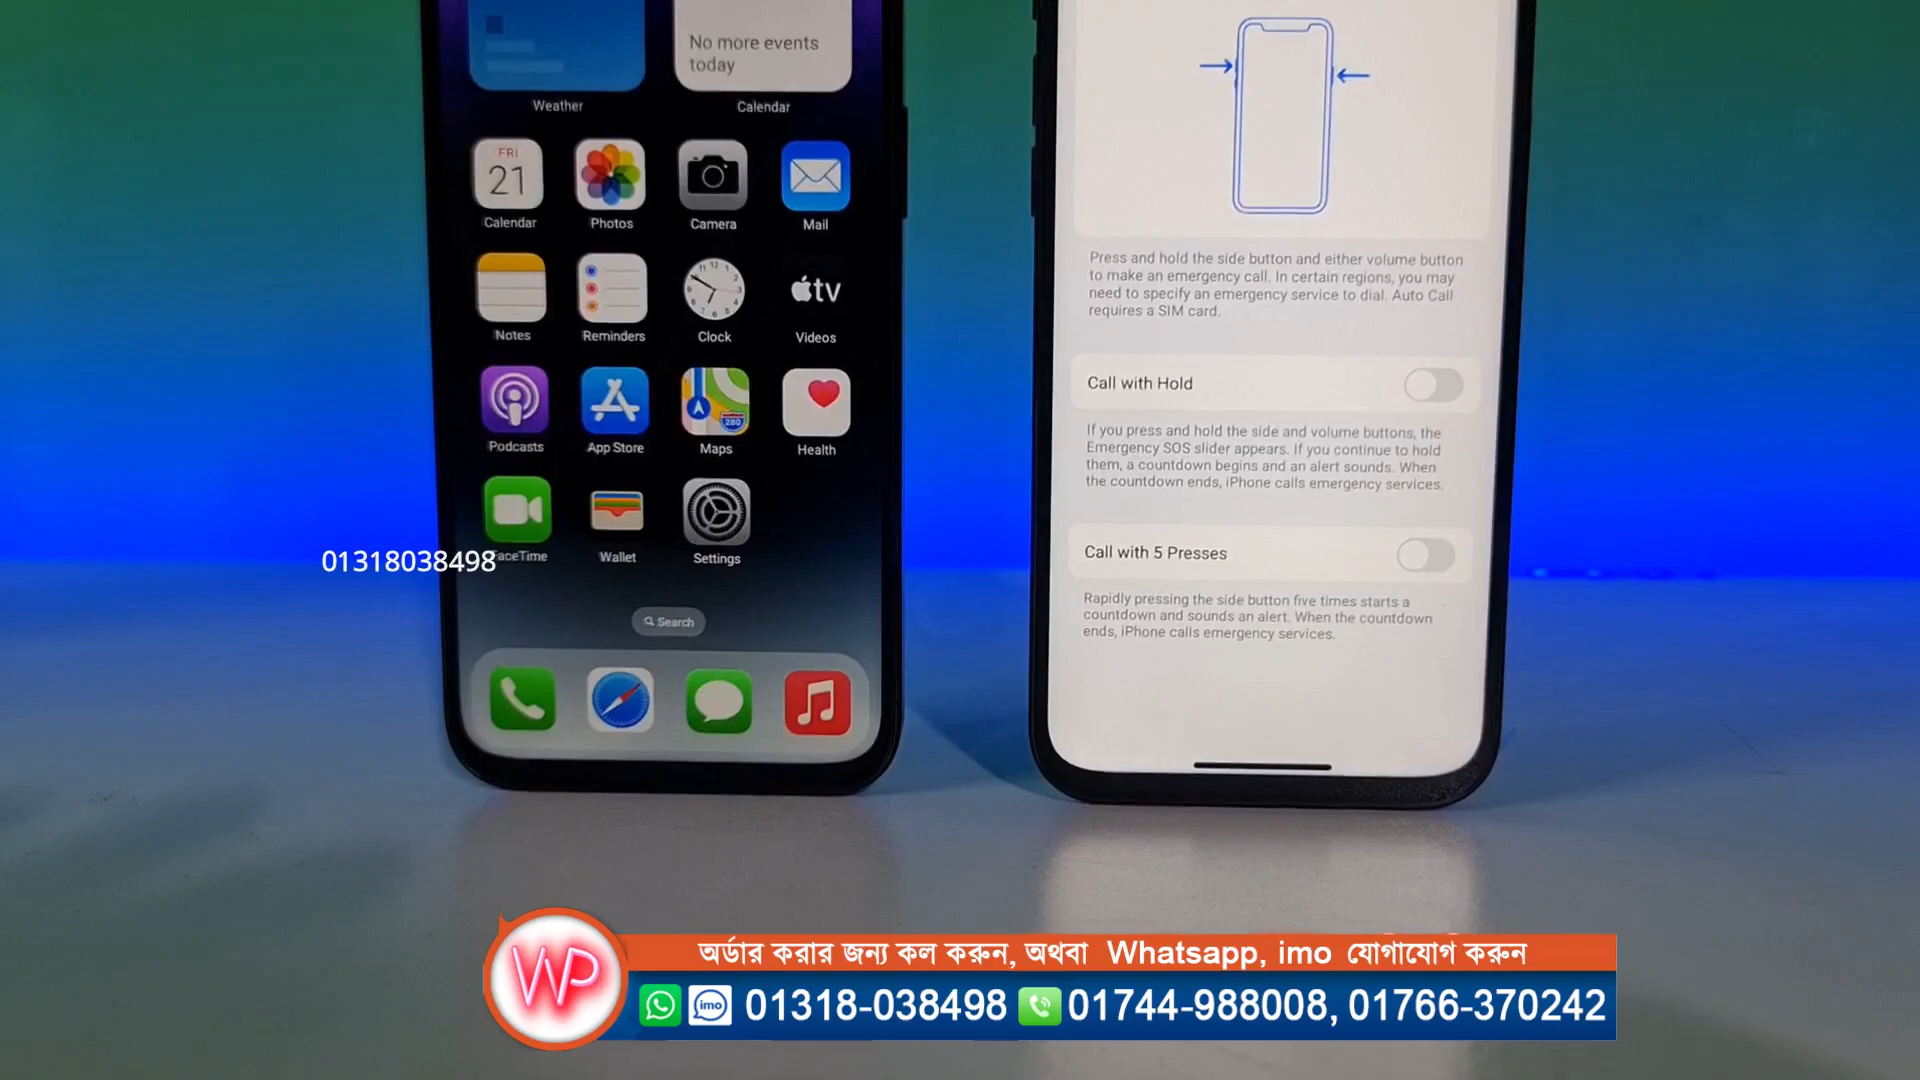 No more events
today
Weather
Calendar
FRI
21
Calendar
Photos
Camera
Mail
Notes
Reminders
Clock
tv
Videos
Podcasts
App Store
280
Maps
Health
FaceTime
Wallet
Settings
01318038498
Search
Press and hold the side button and either volume button
to make an emergency call. In certain regions, you may
need to specify an emergency service to dial. Auto Call
requires a SIM card.
Call with Hold
If you press and hold the side and volume buttons, the
Emergency SOS slider appears. If you continue to hold
them, a countdown begins and an alert sounds. When
the countdown ends, iPhone calls emergency services.
Call with 5 Presses
Rapidly pressing the side button five times starts a
countdown and sounds an alert. When the countdown
ends, iPhone calls emergency services.
WP
অর্ডার করার জন্য কল করুন, অথবা Whatsapp, imo যোগাযোগ করুন
imo 01318-038498 01744-988008, 01766-370242